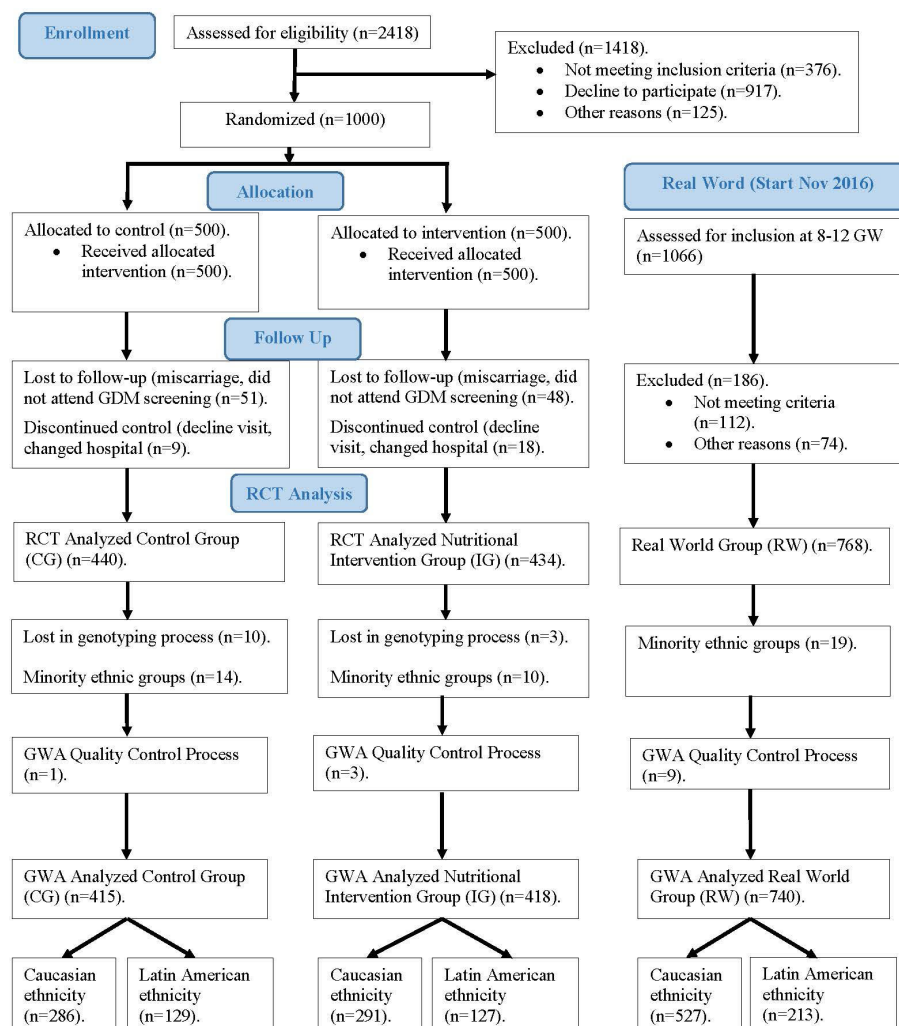 Enrollment
Assessed for eligibility (n=2418)
Excluded (n=1418).
• Not meeting inclusion criteria (n=376).
• Decline to participate (n=917).
• Other reasons (n=125).
Randomized (n=1000)
Allocation
Allocated to control (n=500).
• Received allocated
intervention (n=500).
Allocated to intervention (n=500).
• Received allocated
intervention (n=500).
Follow Up
Lost to follow-up (miscarriage, did
not attend GDM screening (n=51).
Discontinued control (decline visit,
changed hospital (n=9).
Lost to follow-up (miscarriage, did
not attend GDM screening (n=48).
Discontinued control (decline
visit, changed hospital (n=18).
RCT Analysis
RCT Analyzed Control Group
(CG) (n=440).
RCT Analyzed Nutritional
Intervention Group (IG) (n=434).
Lost in genotyping process (n=10).
Minority ethnic groups (n=14).
Lost in genotyping process (n=3).
Minority ethnic groups (n=10).
GWA Quality Control Process
(n=1).
GWA Quality Control Process
(n=3).
GWA Analyzed Control Group
(CG) (n=415).
GWA Analyzed Nutritional
Intervention Group (IG) (n=418).
Caucasian
ethnicity
(n=286).
Latin American
ethnicity
(n=129).
Caucasian
ethnicity
(n=291).
Latin American
ethnicity
(n=127).
Real Word (Start Nov 2016)
Assessed for inclusion at 8-12 GW
(n=1066)
Excluded (n=186).
• Not meeting criteria
(n=112).
• Other reasons (n=74).
Real World Group (RW) (n=768).
Minority ethnic groups (n=19).
GWA Quality Control Process
(n=9).
GWA Analyzed Real World
Group (RW) (n=740).
Caucasian
ethnicity
(n=527).
Latin American
ethnicity
(n=213).